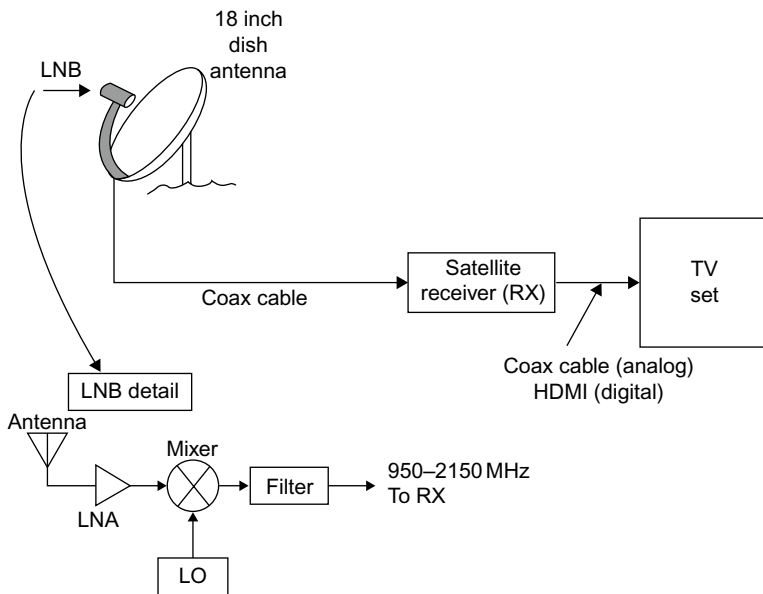 18 inch
dish
antenna
LNB
Coax cable
Satellite
receiver (RX)
TV
set
Coax cable (analog)
HDMI (digital)
LNB detail
Antenna
LNA
Mixer
LO
Filter
950–2150 MHz
To RX